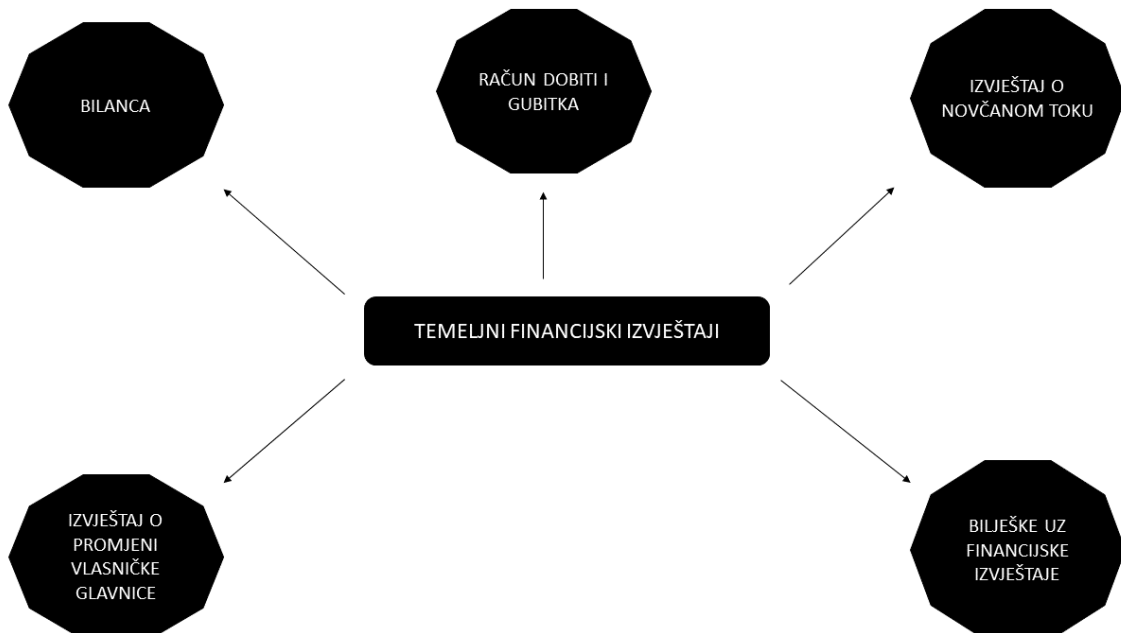 BILANCA
RAČUN DOBITI I
GUBITKA
IZVJEŠTAJ O
NOVČANOM TOKU
TEMELJNI FINANCIJSKI IZVJEŠTAJI
IZVJEŠTAJ O
PROMJENI
VLASNIČKE
GLAVNICE
BILJEŠKE UZ
FINANCIJSKE
IZVJEŠTAJE